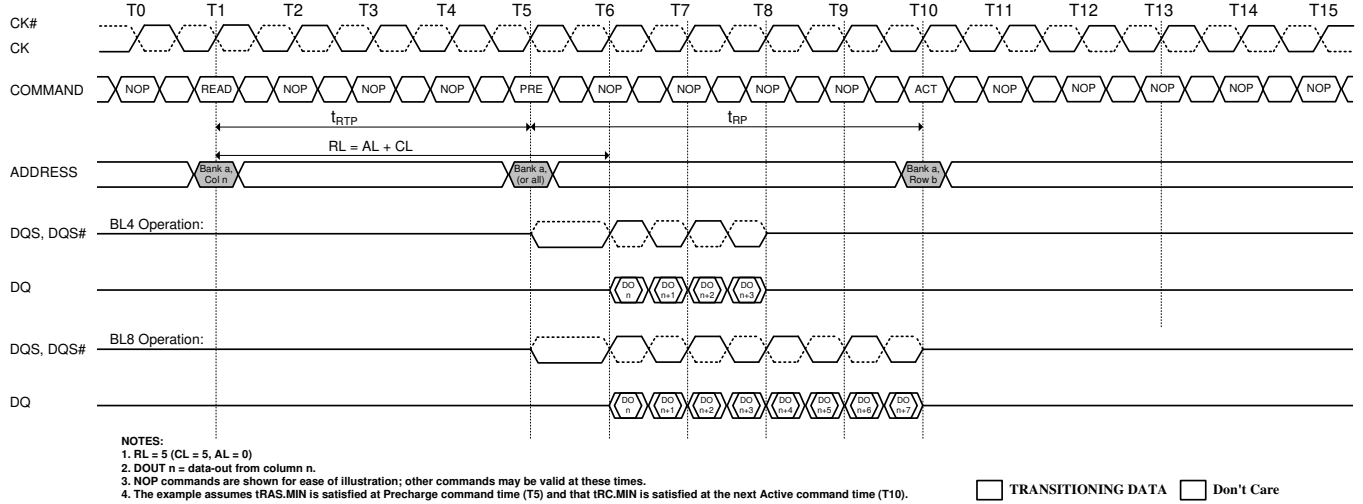 T0 T1 T2 T3 T4 T5 T6 T7 T8 T9 T10 T11 T12 T13 T14 T15
CK#
CK
COMMAND NOP READ NOP NOP NOP PRE NOP NOP NOP NOP ACT NOP NOP NOP NOP NOP
tRTP tRP
RL = AL + CL
ADDRESS
Bank a, Col n
Bank a, (or all)
Bank a, Row b
BL4 Operation:
DQS, DQS#
DQ DO n DO n+1 DO n+2 DO n+3
BL8 Operation:
DQS, DQS#
DQ DO n DO n+1 DO n+2 DO n+3 DO n+4 DO n+5 DO n+6 DO n+7
NOTES:
1. RL = 5 (CL = 5, AL = 0)
2. DOUT n = data-out from column n.
3. NOP commands are shown for ease of illustration; other commands may be valid at these times.
4. The example assumes tRAS.MIN is satisfied at Precharge command time (T5) and that tRC.MIN is satisfied at the next Active command time (T10).
TRANSITIONING DATA Don't Care